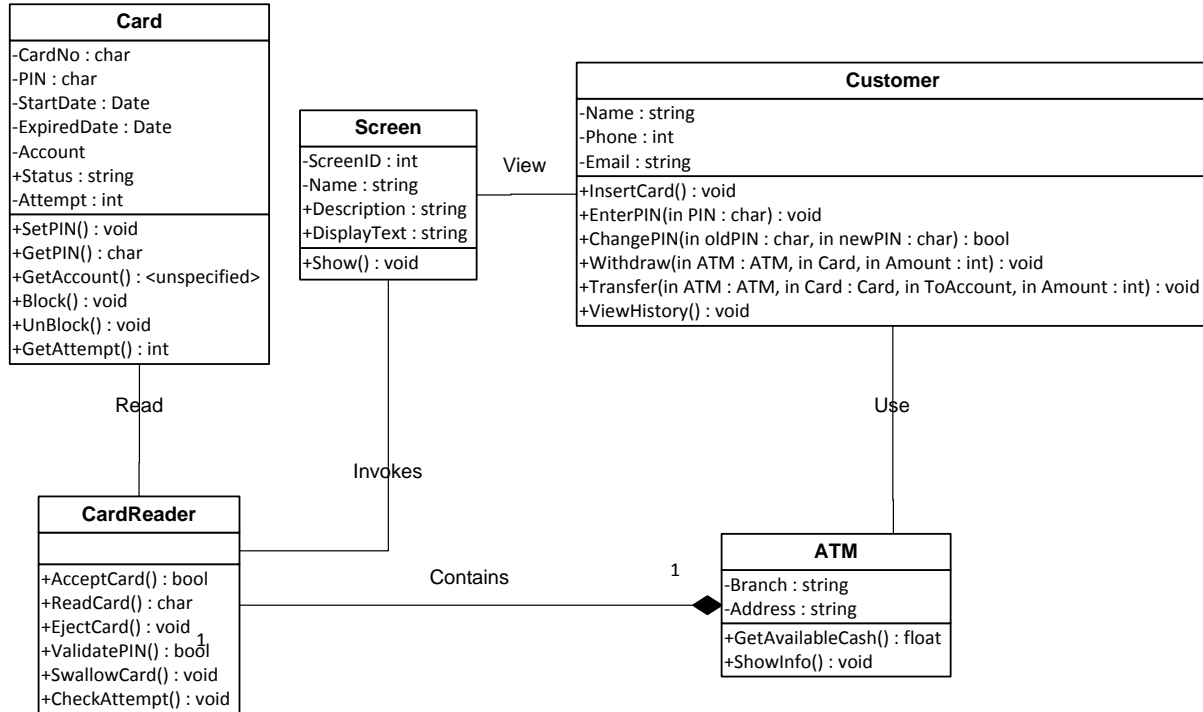 Card
-CardNo : char
-PIN : char
-StartDate : Date
-ExpiredDate : Date
-Account
+Status : string
-Attempt : int
+SetPIN() : void
+GetPIN() : char
+GetAccount() : <unspecified>
+Block() : void
+UnBlock() : void
+GetAttempt() : int
Screen
-ScreenID : int
-Name : string
+Description : string
+DisplayText : string
+Show() : void
View
Customer
-Name : string
-Phone : int
-Email : string
+InsertCard() : void
+EnterPIN(in PIN : char) : void
+ChangePIN(in oldPIN : char, in newPIN : char) : bool
+Withdraw(in ATM : ATM, in Card, in Amount : int) : void
+Transfer(in ATM : ATM, in Card : Card, in ToAccount, in Amount : int) : void
+ViewHistory() : void
Read
Invokes
Use
CardReader
+AcceptCard() : bool
+ReadCard() : char
+EjectCard() : void
+ValidatePIN() : bool
+SwallowCard() : void
+CheckAttempt() : void
1
Contains
1
ATM
-Branch : string
-Address : string
+GetAvailableCash() : float
+ShowInfo() : void